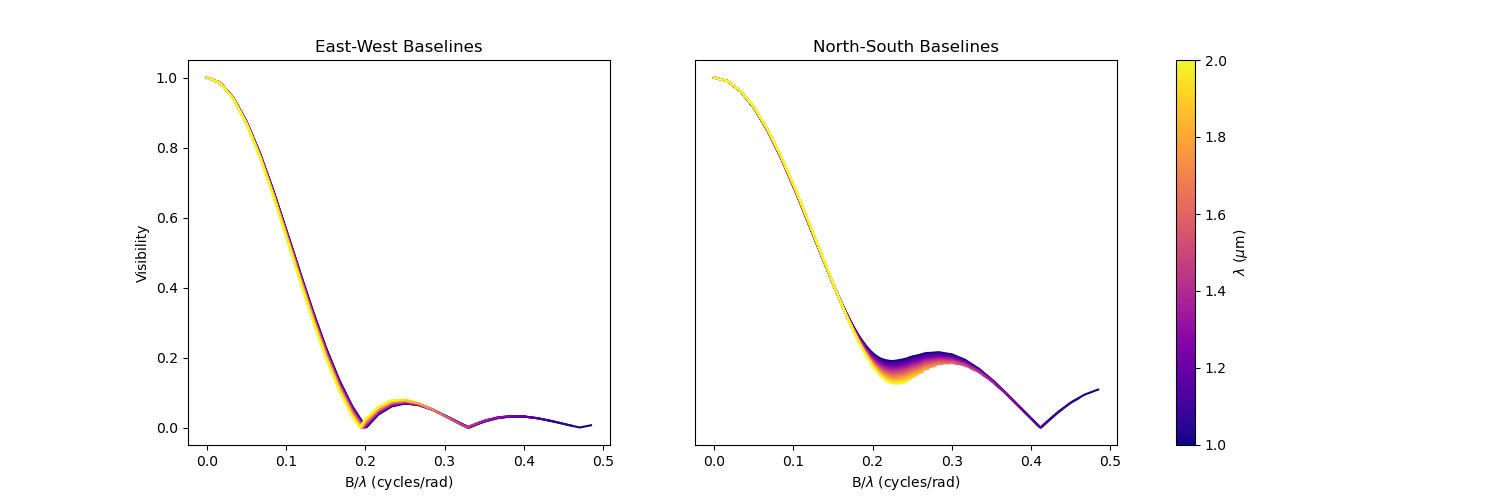 East-West Baselines
North-South Baselines
Visibility
1.0
0.8
0.6
0.4
0.2
0.0
0.0 0.1 0.2 0.3 0.4 0.5
B/λ (cycles/rad)
0.0 0.1 0.2 0.3 0.4 0.5
B/λ (cycles/rad)
2.0
1.8
1.6
1.4
1.2
1.0
λ (μm)